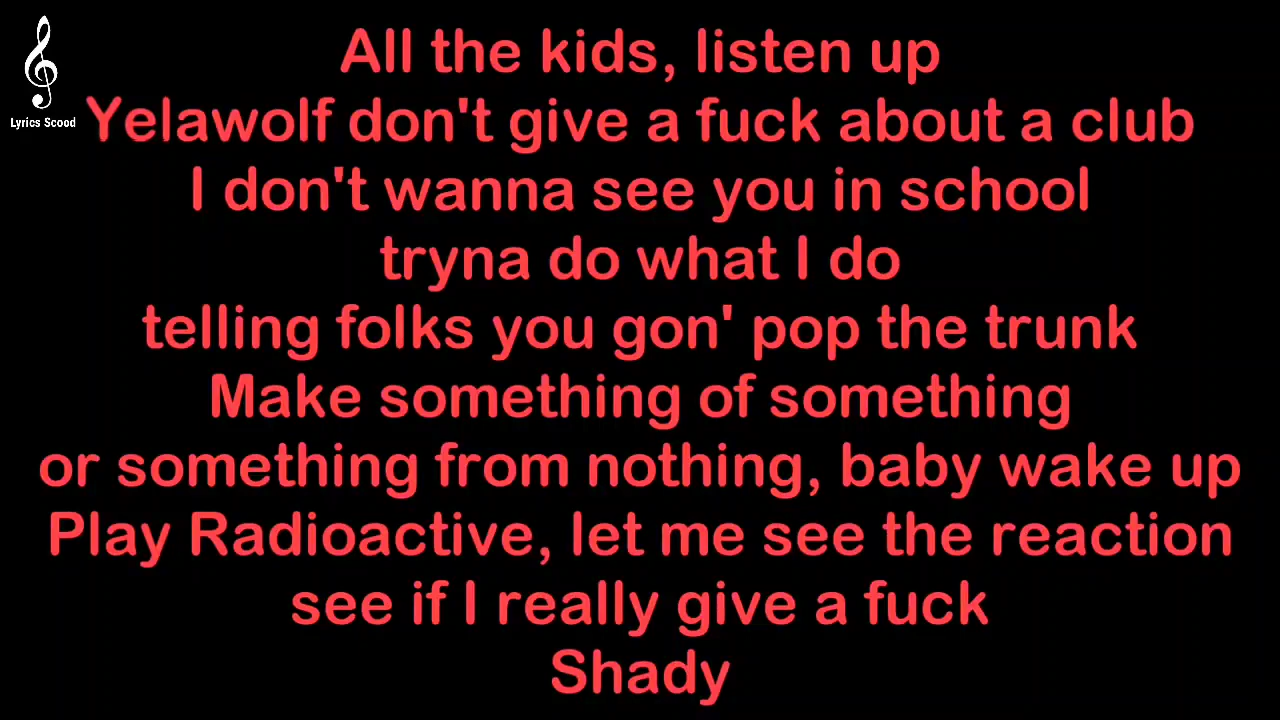 Lyrics Scood
All the kids, listen up
Yelawolf don't give a fuck about a club
I don't wanna see you in school
tryna do what I do
telling folks you gon' pop the trunk
Make something of something
or something from nothing, baby wake up
Play Radioactive, let me see the reaction
see if I really give a fuck
Shady